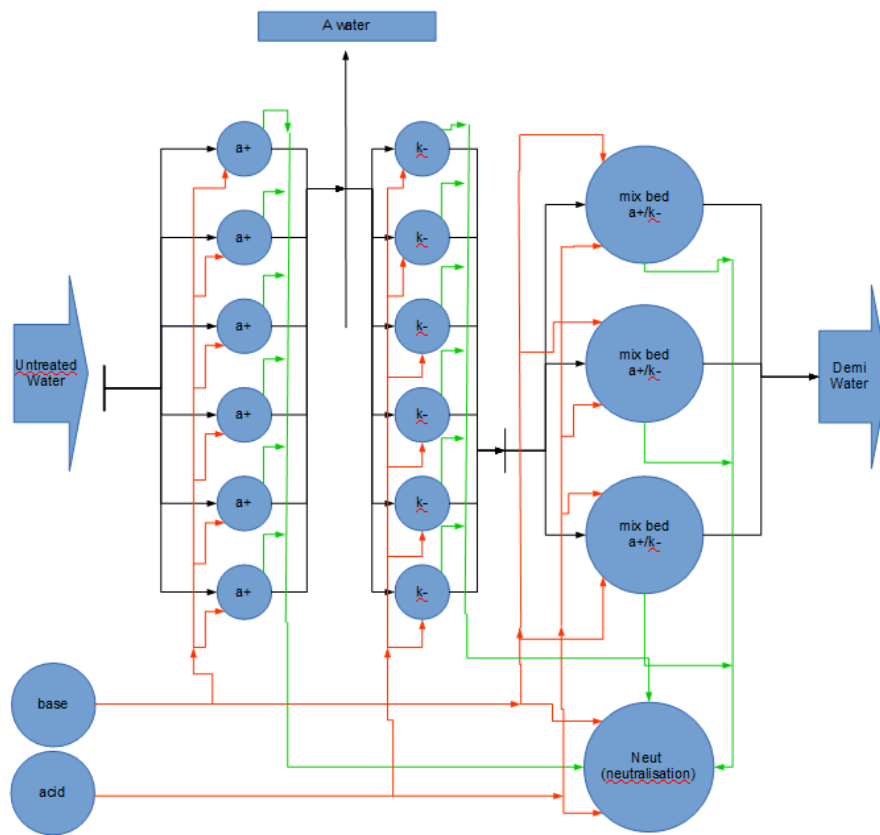 A water
a+
k-
a+
k-
a+
k-
a+
k-
a+
k-
a+
k-
mix bed
a+/k-
mix bed
a+/k-
mix bed
a+/k-
Untreated
Water
Demi
Water
base
acid
Neut
(neutralisation)